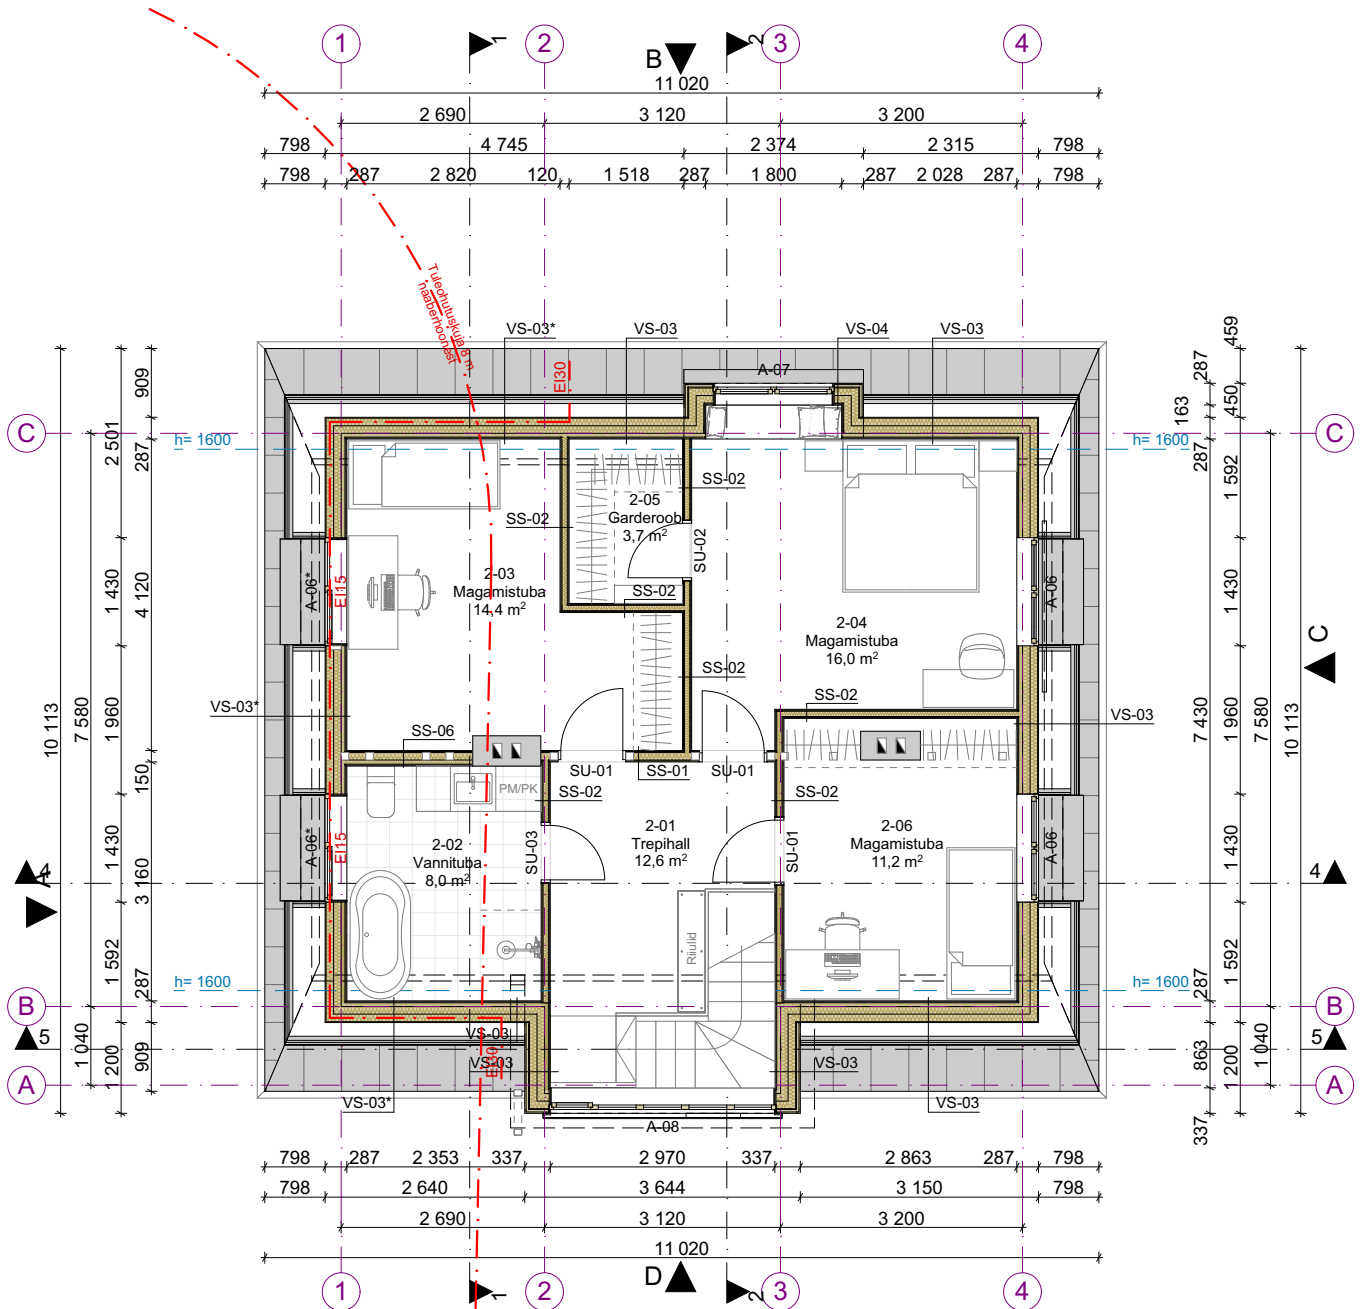 1
1
2
B
2
3
4
11 020
2 690
3 120
3 200
798
4 745
2 374
2 315
798
798
287
2 820
120
1 518
287
1 800
287
2 028
287
798
Tuleohutuskuja 8 m
naaberhoonest
VS-03*
VS-03
VS-04
VS-03
A-07
EI30
C
C
h= 1600
h= 1600
909
2 501
287
1 430
4 120
1 960
7 580
10 113
150
1 430
3 160
1 592
287
1 040
1 200
909
459
287
450
163
287
1 592
1 430
1 960
7 430
7 580
10 113
1 430
1 592
287
1 040
863
1 200
337
SS-02
2-05
Garderoob
3,7 m²
SS-02
SU-02
2-03
Magamistuba
14,4 m²
SS-02
2-04
Magamistuba
16,0 m²
A-06*
EI15
A-06
C
SS-02
SS-02
VS-03*
VS-03
SS-06
SU-01
SS-01
SU-01
PM/PK
SS-02
SS-02
2-02
Vannituba
8,0 m²
SU-03
2-01
Trepihall
12,6 m²
SU-01
2-06
Magamistuba
11,2 m²
A-06*
EI15
A-06
4
A
4
Riiulid
h= 1600
h= 1600
B
B
5
5
VS-03
VS-03
EI30
VS-03
A
A
VS-03*
VS-03
A-08
798
287
2 353
337
2 970
337
2 863
287
798
798
2 640
3 644
3 150
798
2 690
3 120
3 200
11 020
1
1
2
D
2
3
4